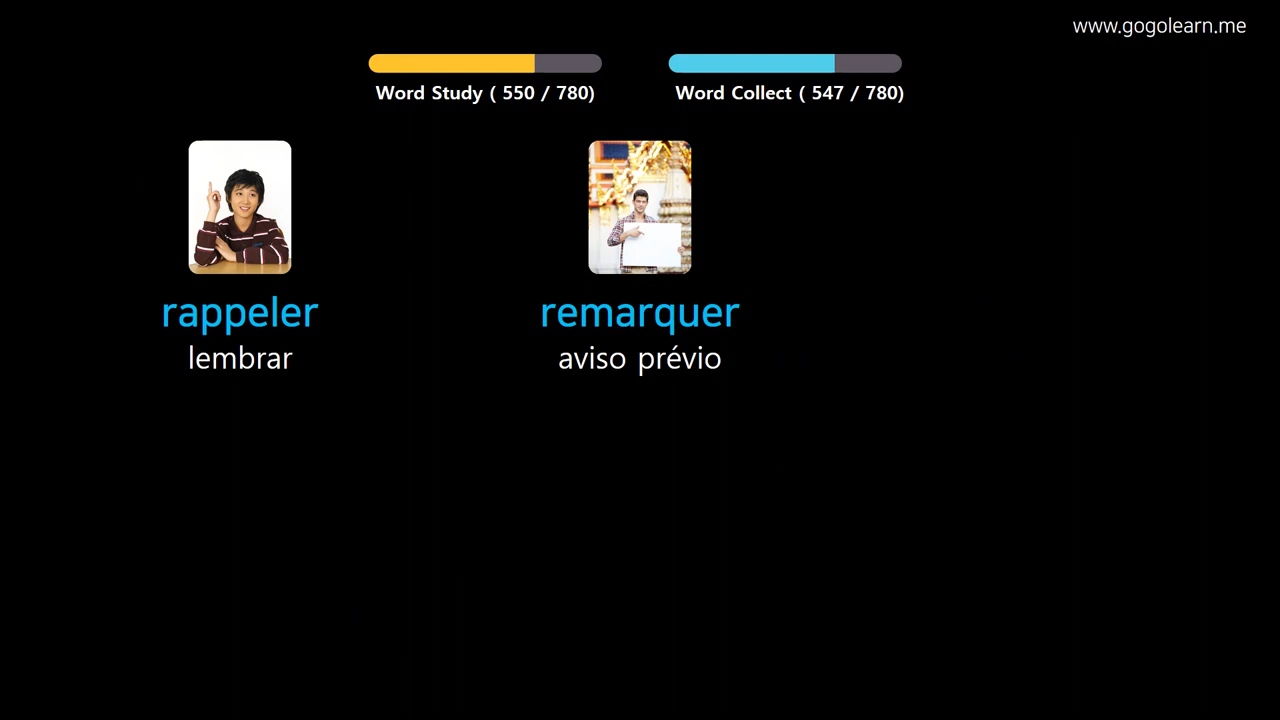 www.gogolearn.me
Word Study ( 550 / 780)
Word Collect ( 547 / 780)
rappeler
lembrar
remarquer
aviso prévio